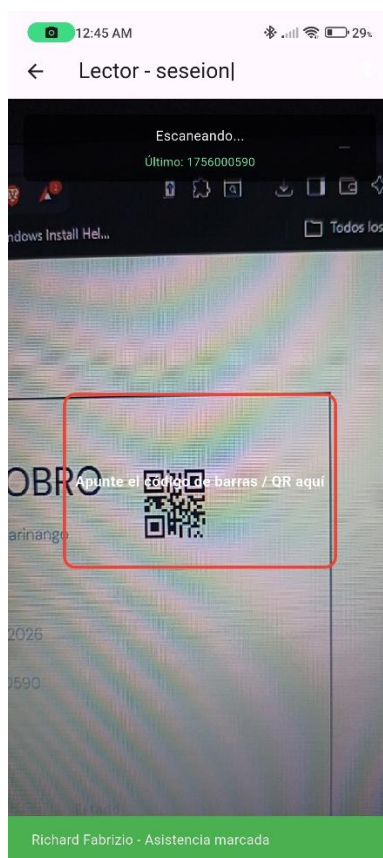 12:45 AM
29%
Lector - seseion|
Escaneando...
Último: 1756000590
ndows Install Hel...
Todos los
OBRO
Apunte el código de barras / QR aquí
arinango
2026
0590
Richard Fabrizio - Asistencia marcada